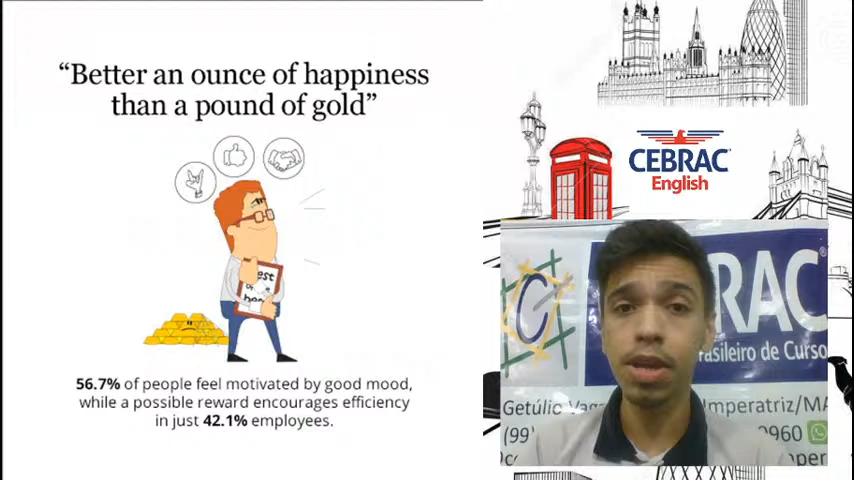 “Better an ounce of happiness
than a pound of gold”
56.7% of people feel motivated by good mood,
while a possible reward encourages efficiency
in just 42.1% employees.
CEBRAC
English
C
RAC
de Curso
Getúlio
Imperatriz/MA
(99)
9960